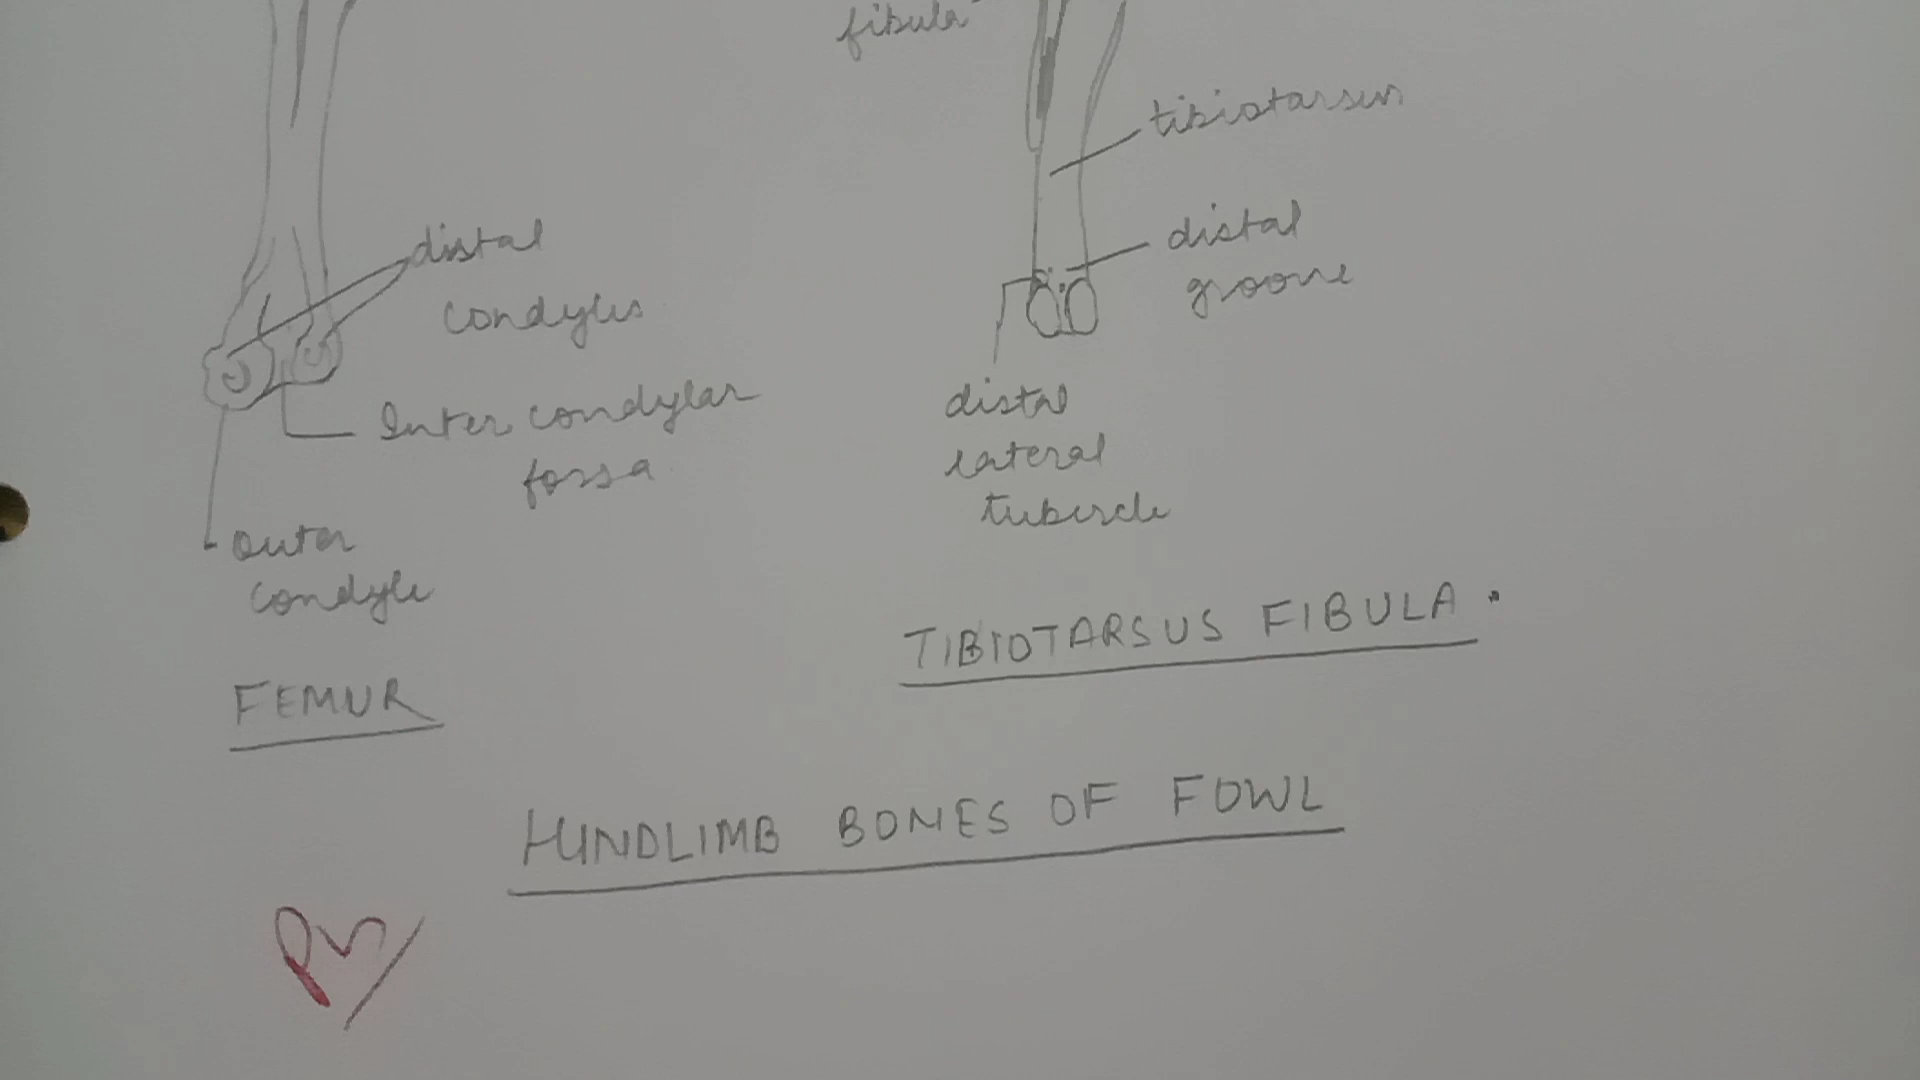 fibula
tibiotarsus
distal
condyles
distal
groove
Inter condylar
fossa
distal
lateral
tubercle
outer
condyle
TIBIOTARSUS FIBULA.
FEMUR
HINDLIMB BONES OF FOWL